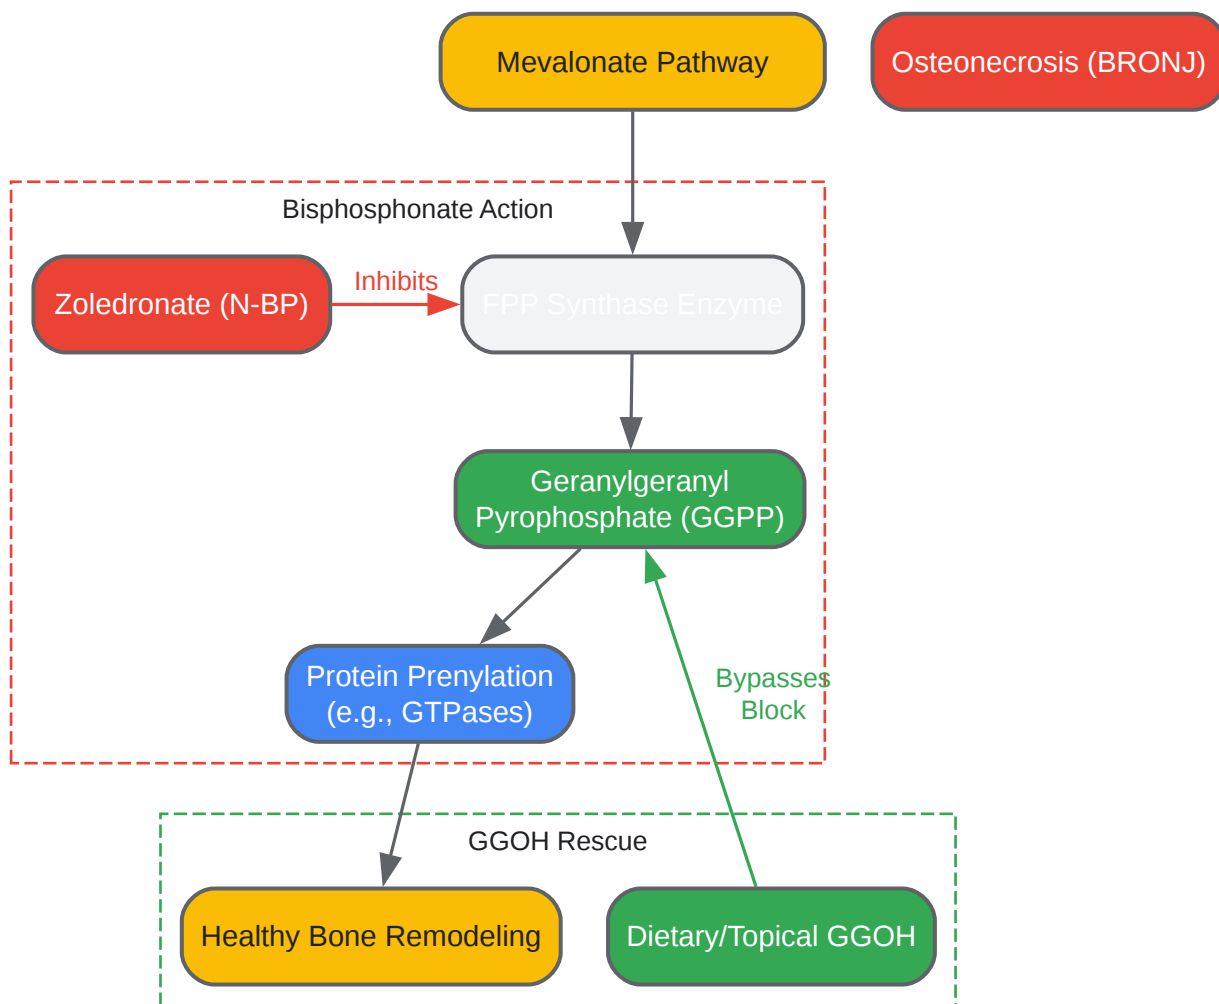 Mevalonate Pathway
Osteonecrosis (BRONJ)
Bisphosphonate Action
Zoledronate (N-BP)
Inhibits
FPP Synthase Enzyme
Geranylgeranyl
Pyrophosphate (GGPP)
Protein Prenylation
(e.g., GTPases)
Bypasses
Block
GGOH Rescue
Healthy Bone Remodeling
Dietary/Topical GGOH